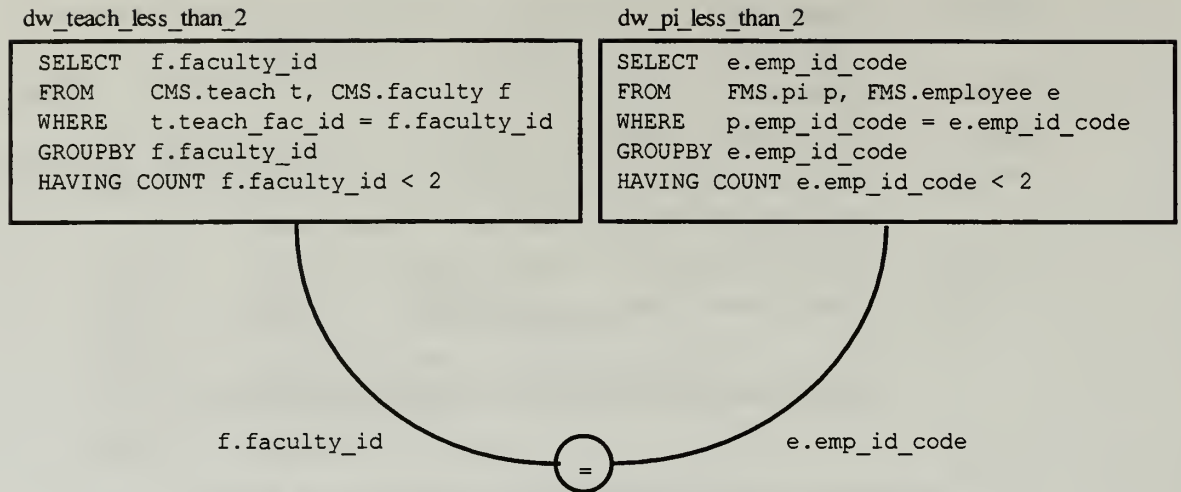 dw_teach_less_than_2
SELECT f.faculty_id
FROM CMS.teach t, CMS.faculty f
WHERE t.teach_fac_id = f.faculty_id
GROUPBY f.faculty_id
HAVING COUNT f.faculty_id < 2
dw_pi_less_than_2
SELECT e.emp_id_code
FROM FMS.pi p, FMS.employee e
WHERE p.emp_id_code = e.emp_id_code
GROUPBY e.emp_id_code
HAVING COUNT e.emp_id_code < 2
f.faculty_id
=
e.emp_id_code